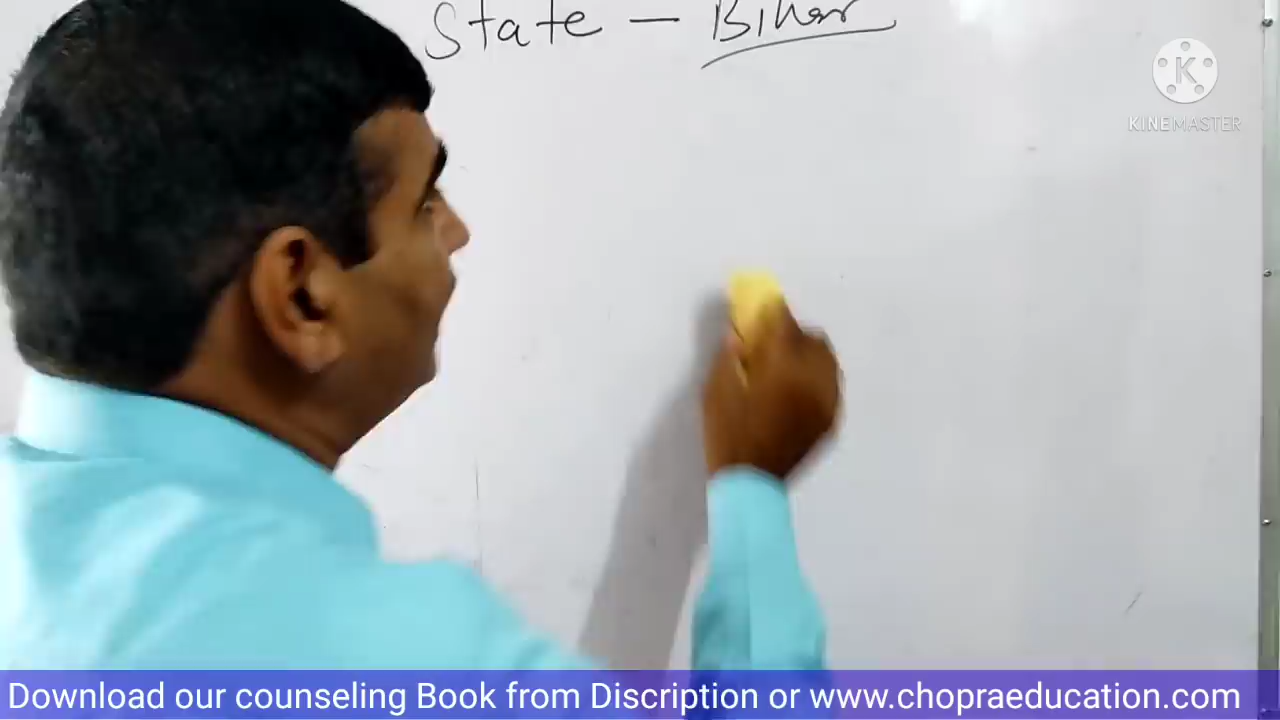 State - Bihar
KINEMASTER
Download our counseling Book from Discription or www.chopraeducation.com